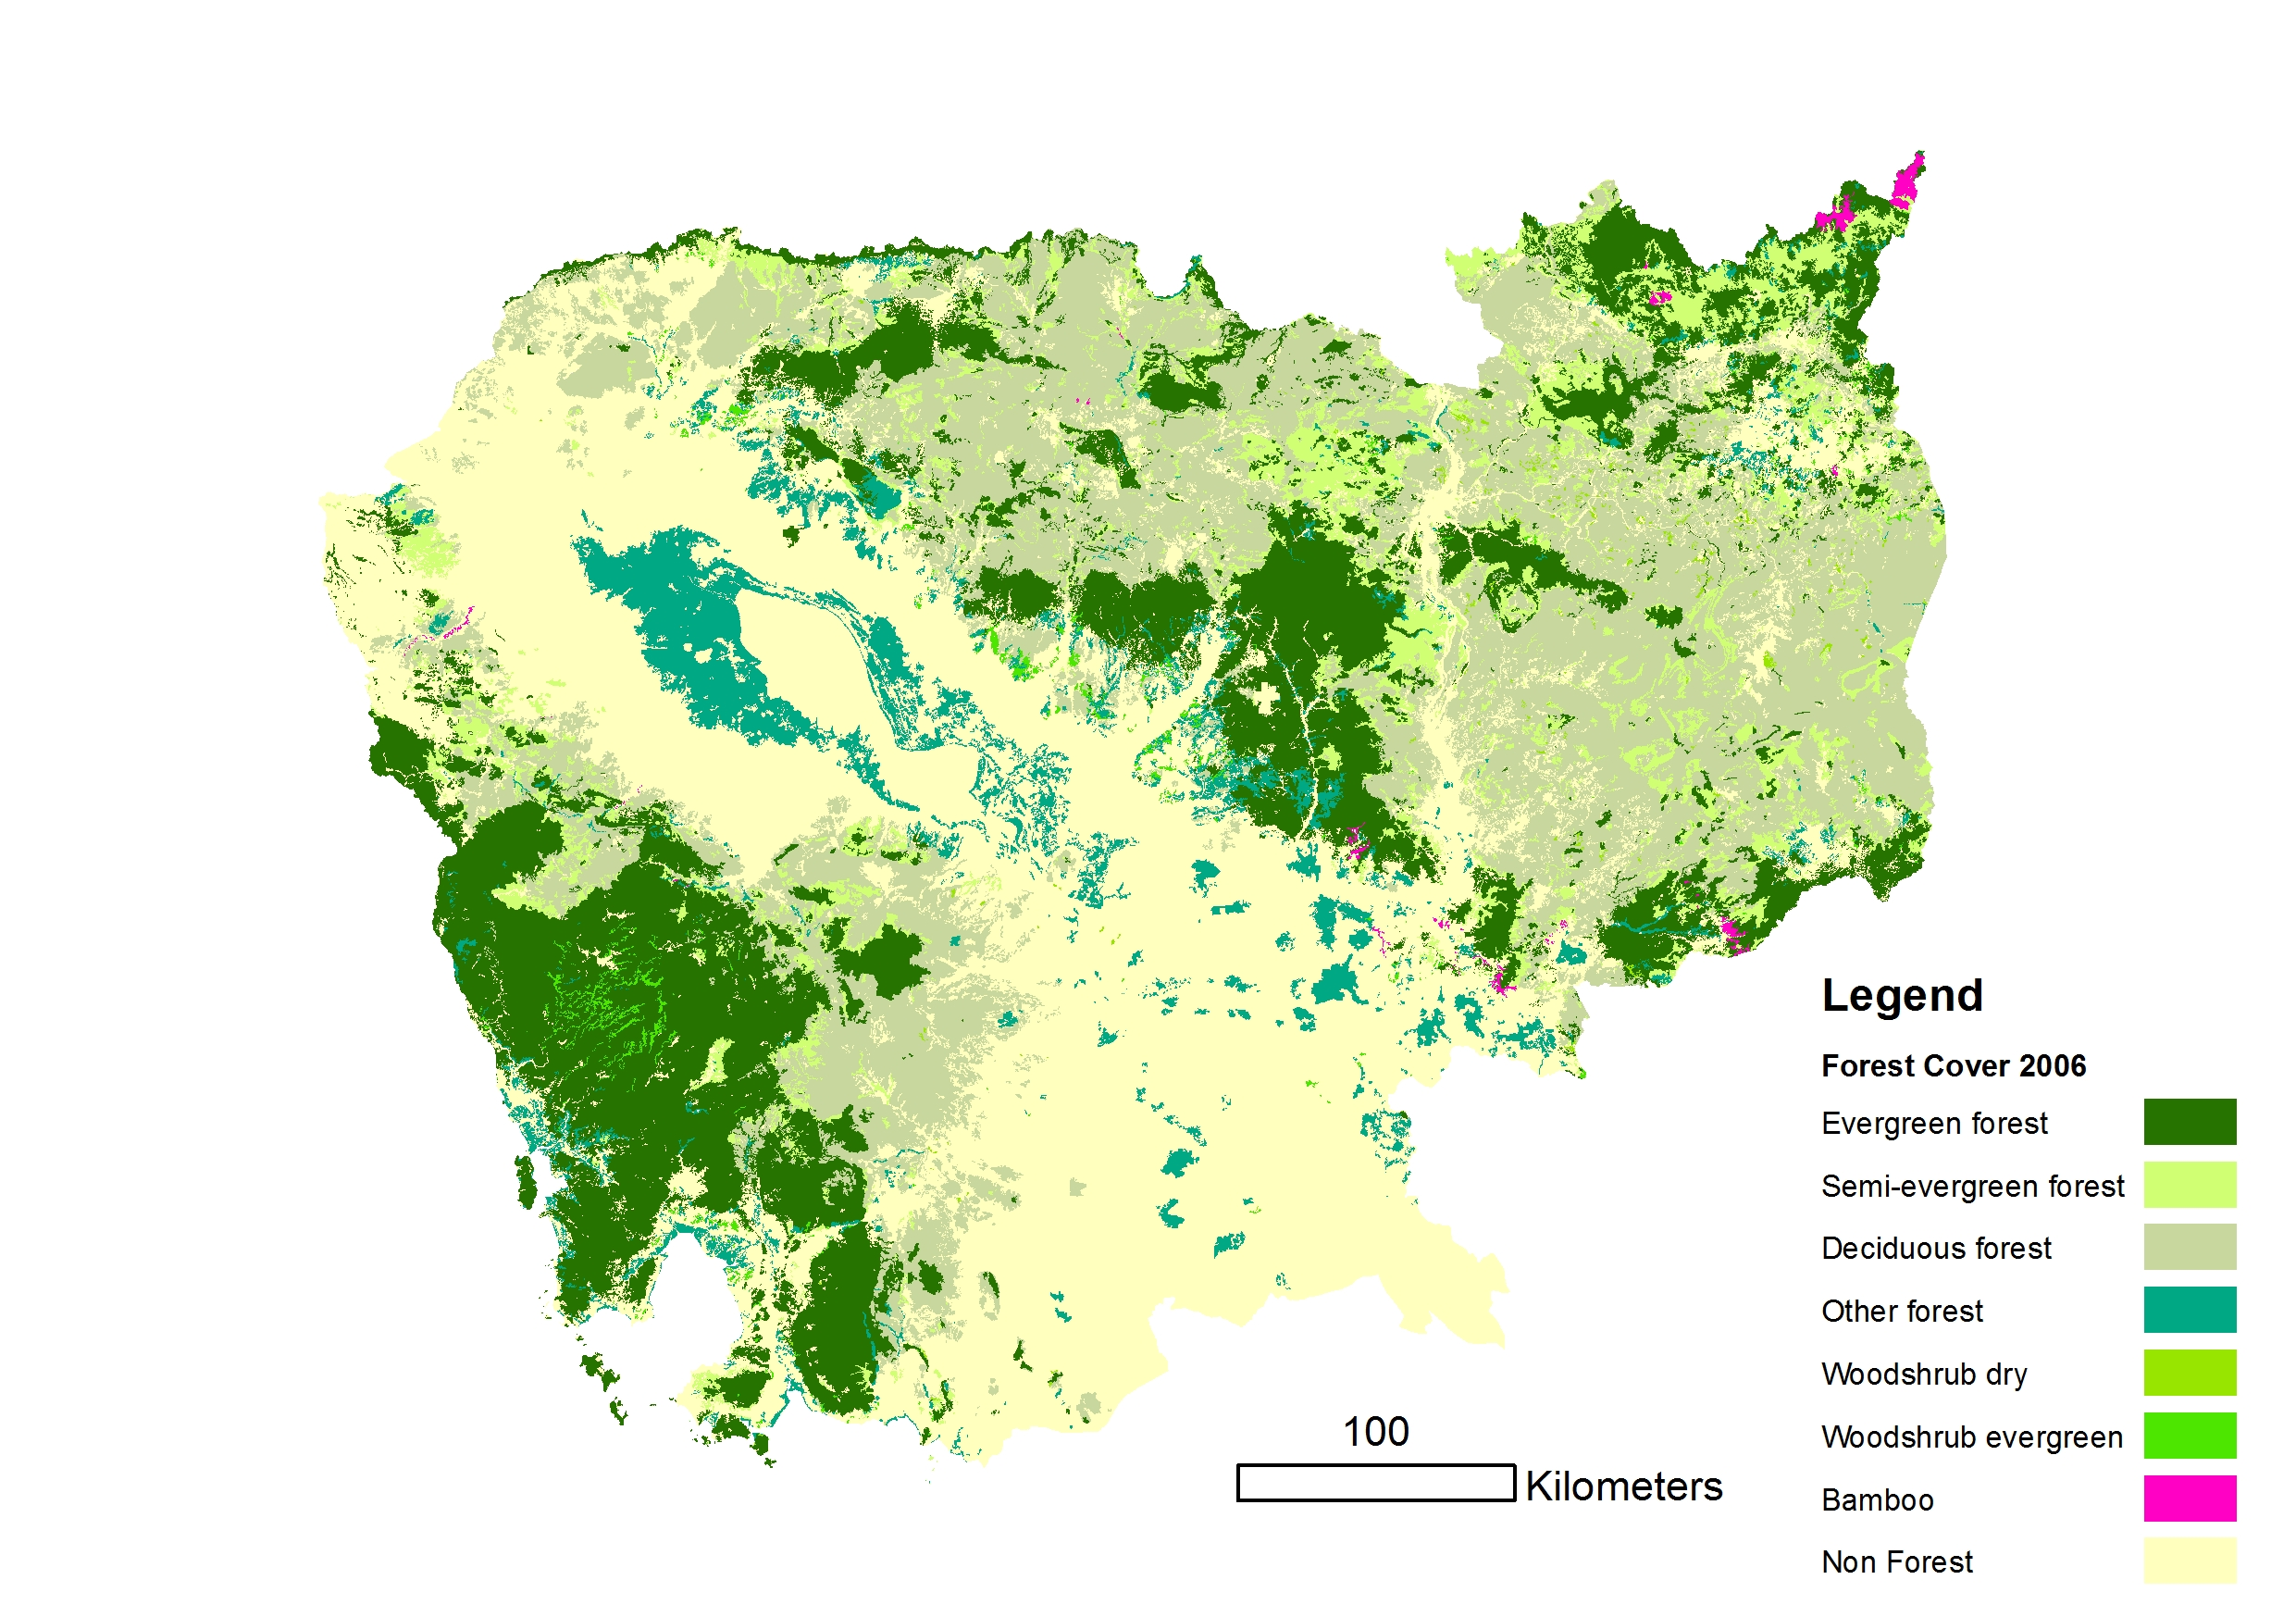 Legend
Forest Cover 2006
Evergreen forest
Semi-evergreen forest
Deciduous forest
Other forest
Woodshrub dry
Woodshrub evergreen
Bamboo
Non Forest
100
Kilometers